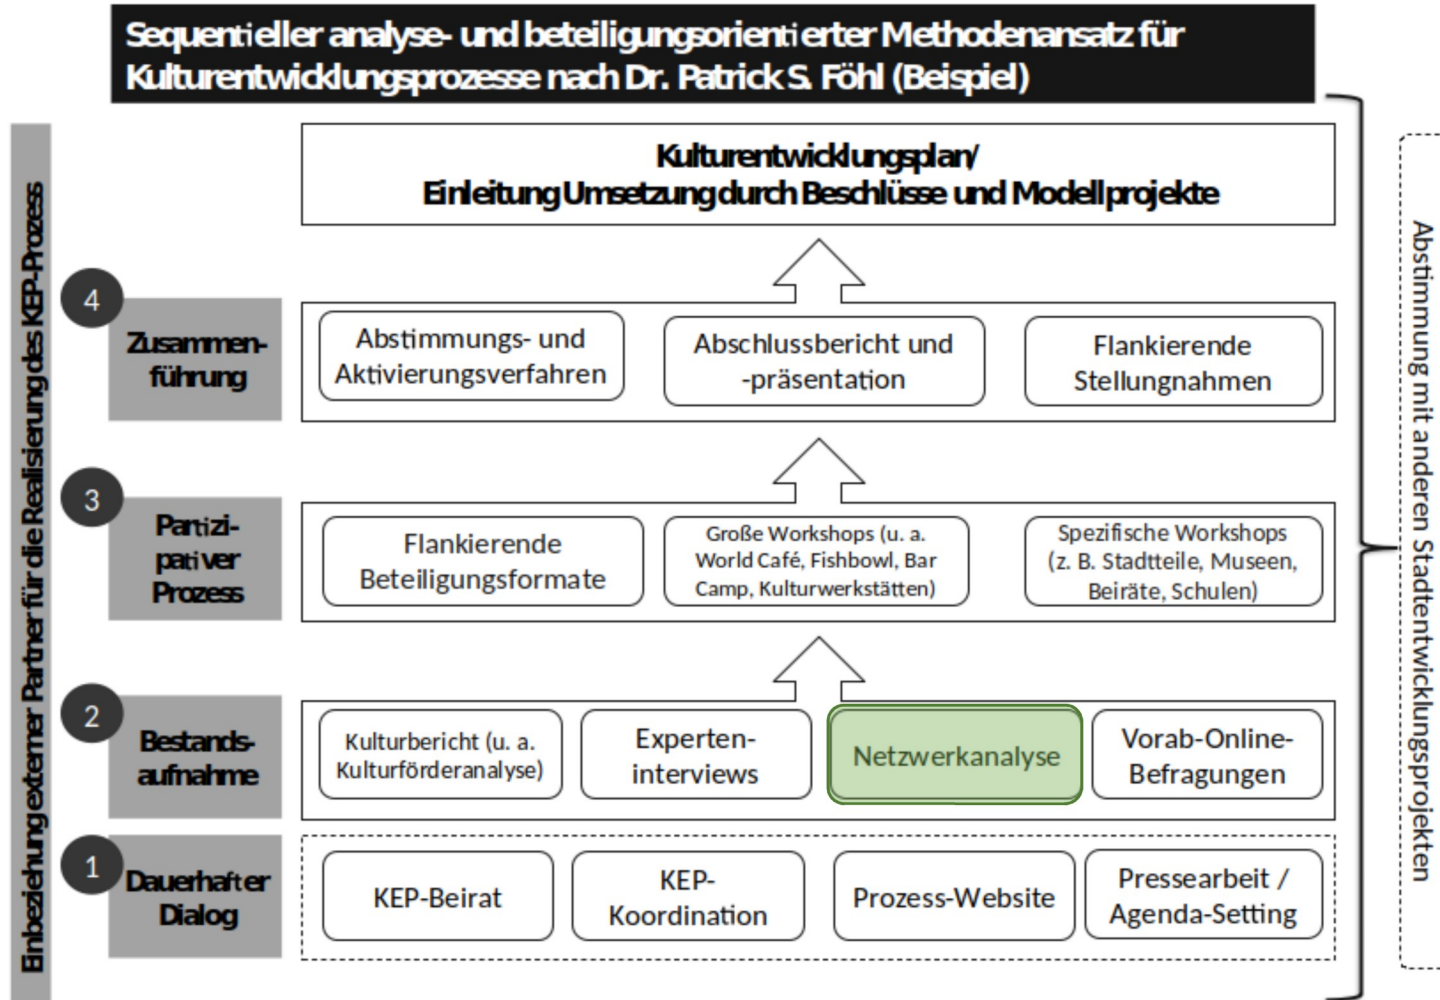 Sequentieller analyse- und beteiligungsorientierter Methodenansatz für
Kulturentwicklungsprozesse nach Dr. Patrick S. Föhl (Beispiel)
Einbeziehung externer Partner für die Realisierung des KEP-Prozess
Kulturentwicklungsplan/
Einleitung Umsetzung durch Beschlüsse und Modellprojekte
4
Zusammen-
führung
Abstimmungs- und
Aktivierungsverfahren
Abschlussbericht und
-präsentation
Flankierende
Stellungnahmen
3
Partizi-
pativer
Prozess
Flankierende
Beteiligungsformate
Große Workshops (u. a.
World Café, Fishbowl, Bar
Camp, Kulturwerkstätten)
Spezifische Workshops
(z. B. Stadtteile, Museen,
Beiräte, Schulen)
2
Bestands-
aufnahme
Kulturbericht (u. a.
Kulturförderanalyse)
Experten-
interviews
Netzwerkanalyse
Vorab-Online-
Befragungen
1
Dauerhafter
Dialog
KEP-Beirat
KEP-
Koordination
Prozess-Website
Pressearbeit /
Agenda-Setting
Abstimmung mit anderen Stadtentwicklungsprojekten